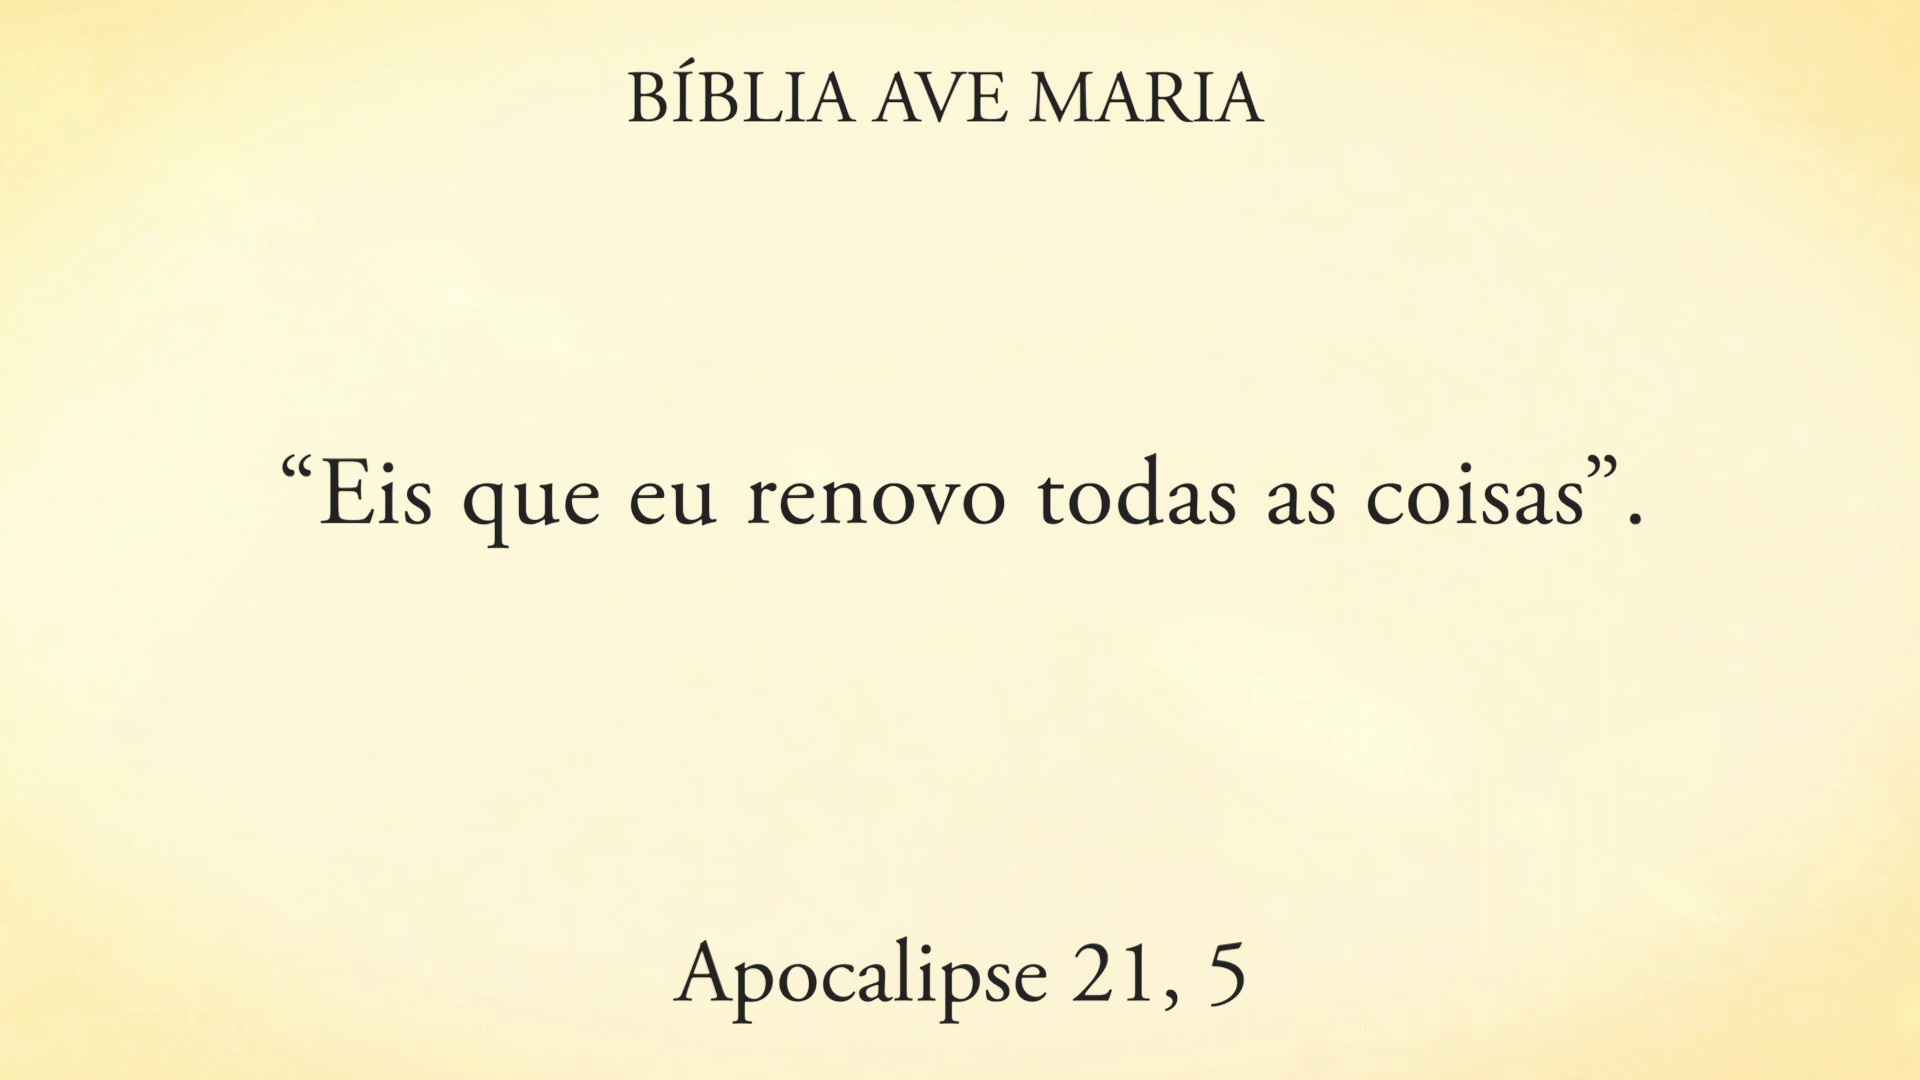 BÍBLIA AVE MARIA
“Eis que eu renovo todas as coisas”.
Apocalipse 21, 5